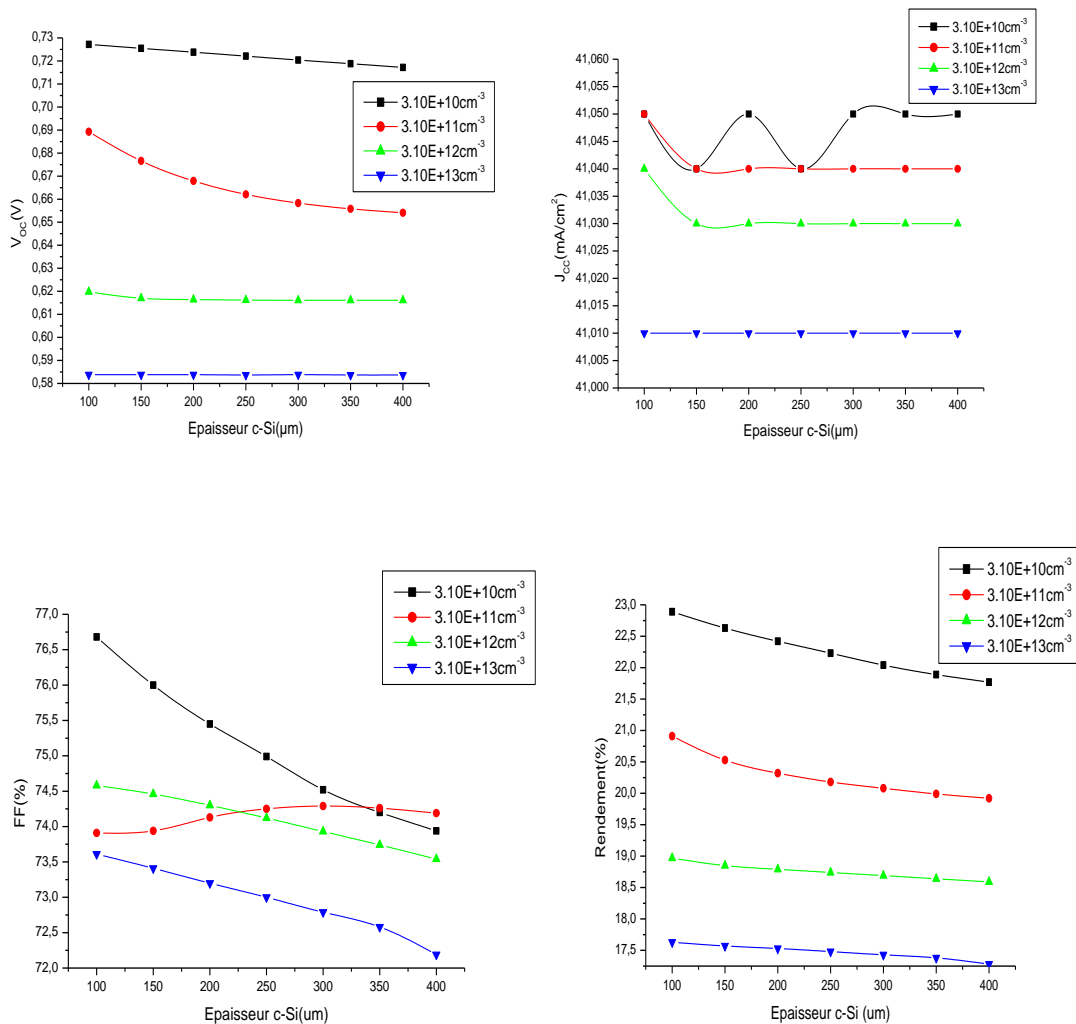 0,73
0,72
0,71
0,70
0,69
0,68
0,67
0,66
0,65
0,64
0,63
0,62
0,61
0,60
0,59
0,58
V_OC(V)
100 150 200 250 300 350 400
Epaisseur c-Si(µm)
3.10E+10cm⁻³
3.10E+11cm⁻³
3.10E+12cm⁻³
3.10E+13cm⁻³
3.10E+10cm⁻³
3.10E+11cm⁻³
3.10E+12cm⁻³
3.10E+13cm⁻³
41,060
41,055
41,050
41,045
41,040
41,035
41,030
41,025
41,020
41,015
41,010
41,005
41,000
J_CC(mA/cm²)
100 150 200 250 300 350 400
Epaisseur c-Si(µm)
3.10E+10cm⁻³
3.10E+11cm⁻³
3.10E+12cm⁻³
3.10E+13cm⁻³
77,0
76,5
76,0
75,5
75,0
74,5
74,0
73,5
73,0
72,5
72,0
FF(%)
100 150 200 250 300 350 400
Epaisseur c-Si(um)
3.10E+10cm⁻³
3.10E+11cm⁻³
3.10E+12cm⁻³
3.10E+13cm⁻³
23,0
22,5
22,0
21,5
21,0
20,5
20,0
19,5
19,0
18,5
18,0
17,5
Rendement(%)
100 150 200 250 300 350 400
Epaisseur c-Si (um)